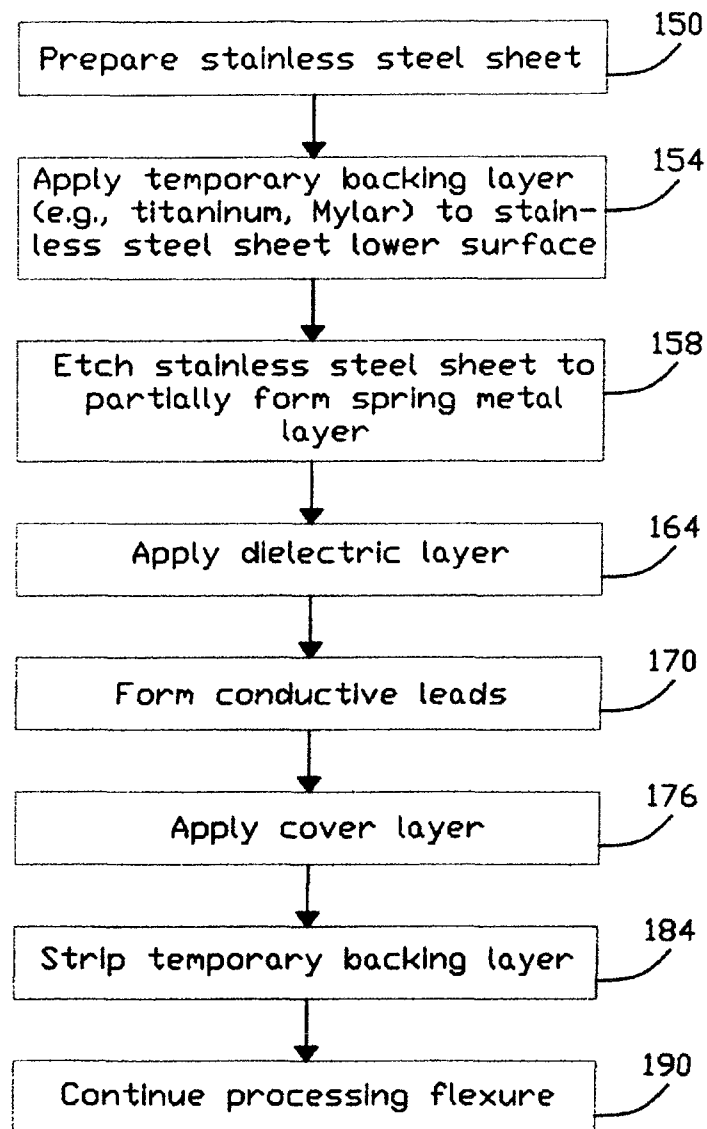 150
Prepare stainless steel sheet
154
Apply temporary backing layer
(e.g., titaninum, Mylar) to stain-
less steel sheet lower surface
158
Etch stainless steel sheet to
partially form spring metal
layer
164
Apply dielectric layer
170
Form conductive leads
176
Apply cover layer
184
Strip temporary backing layer
190
Continue processing flexure